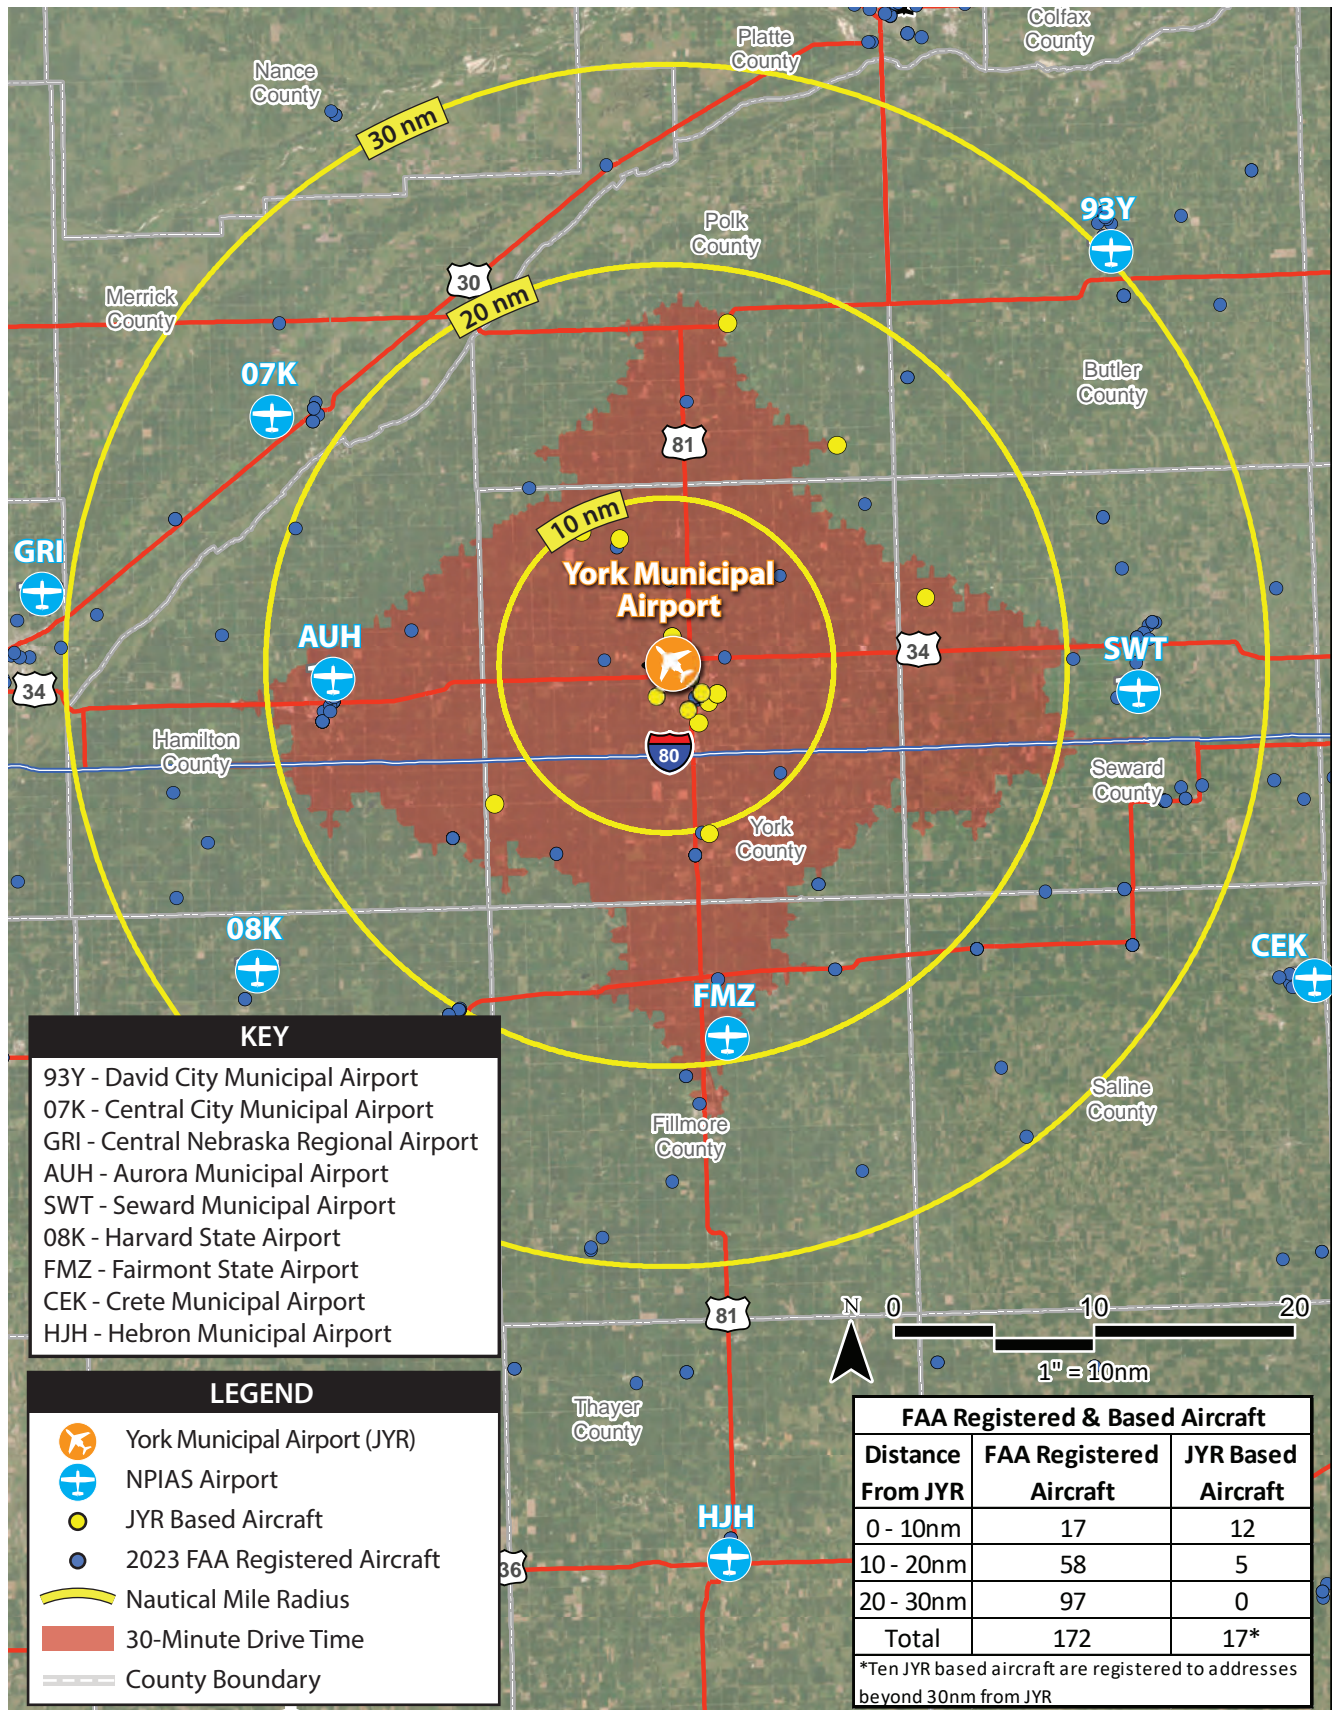 Colfax
County
Platte
County
Nance
County
30 nm
93Y
Polk
County
30
20 nm
Merrick
County
07K
Butler
County
81
10 nm
GRI
York Municipal
Airport
AUH
34
SWT
34
Hamilton
County
80
Seward
County
York
County
08K
CEK
FMZ
Saline
County
Fillmore
County
KEY
93Y - David City Municipal Airport
07K - Central City Municipal Airport
GRI - Central Nebraska Regional Airport
AUH - Aurora Municipal Airport
SWT - Seward Municipal Airport
08K - Harvard State Airport
FMZ - Fairmont State Airport
CEK - Crete Municipal Airport
HJH - Hebron Municipal Airport
81
N 0 10 20
1" = 10nm
Thayer
County
HJH
36
LEGEND
York Municipal Airport (JYR)
NPIAS Airport
JYR Based Aircraft
2023 FAA Registered Aircraft
Nautical Mile Radius
30-Minute Drive Time
County Boundary
FAA Registered & Based Aircraft
Distance From JYR FAA Registered Aircraft JYR Based Aircraft
0 - 10nm 17 12
10 - 20nm 58 5
20 - 30nm 97 0
Total 172 17*
*Ten JYR based aircraft are registered to addresses
beyond 30nm from JYR